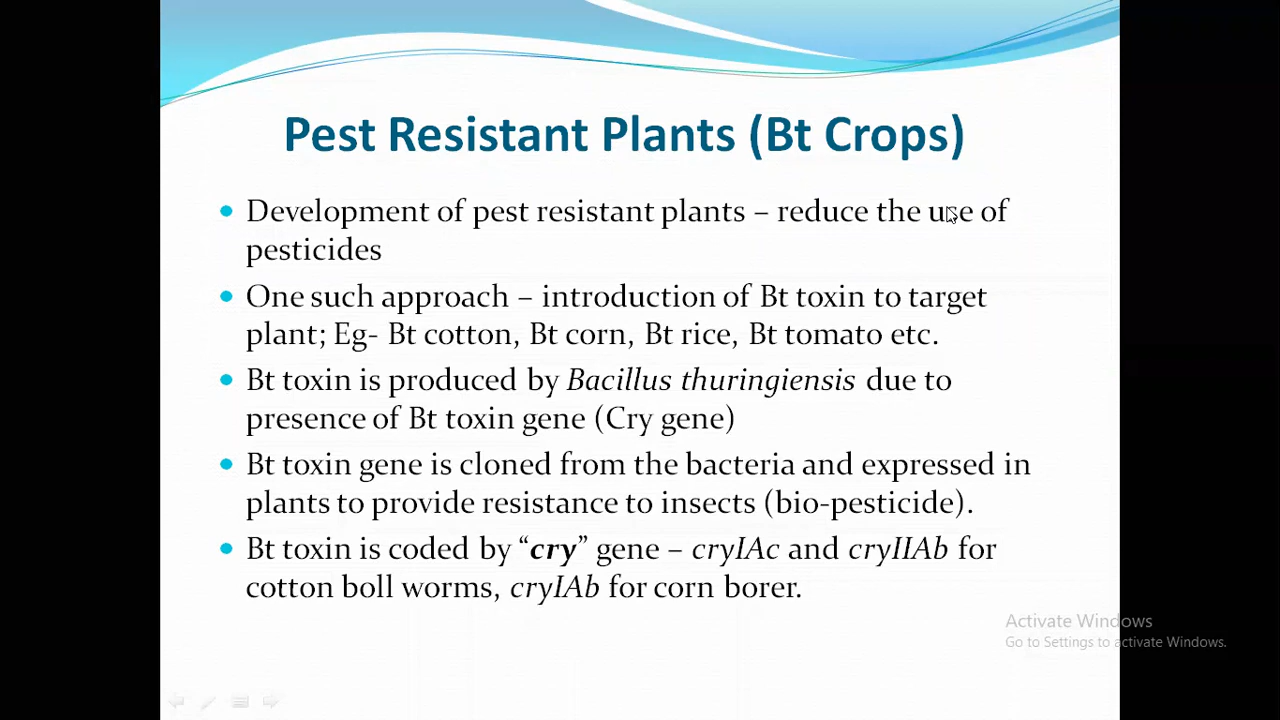 Pest Resistant Plants (Bt Crops)
• Development of pest resistant plants – reduce the use of
pesticides
• One such approach – introduction of Bt toxin to target
plant; Eg- Bt cotton, Bt corn, Bt rice, Bt tomato etc.
• Bt toxin is produced by Bacillus thuringiensis due to
presence of Bt toxin gene (Cry gene)
• Bt toxin gene is cloned from the bacteria and expressed in
plants to provide resistance to insects (bio-pesticide).
• Bt toxin is coded by “cry” gene – cryIAc and cryIIAb for
cotton boll worms, cryIAb for corn borer.
Activate Windows
Go to Settings to activate Windows.